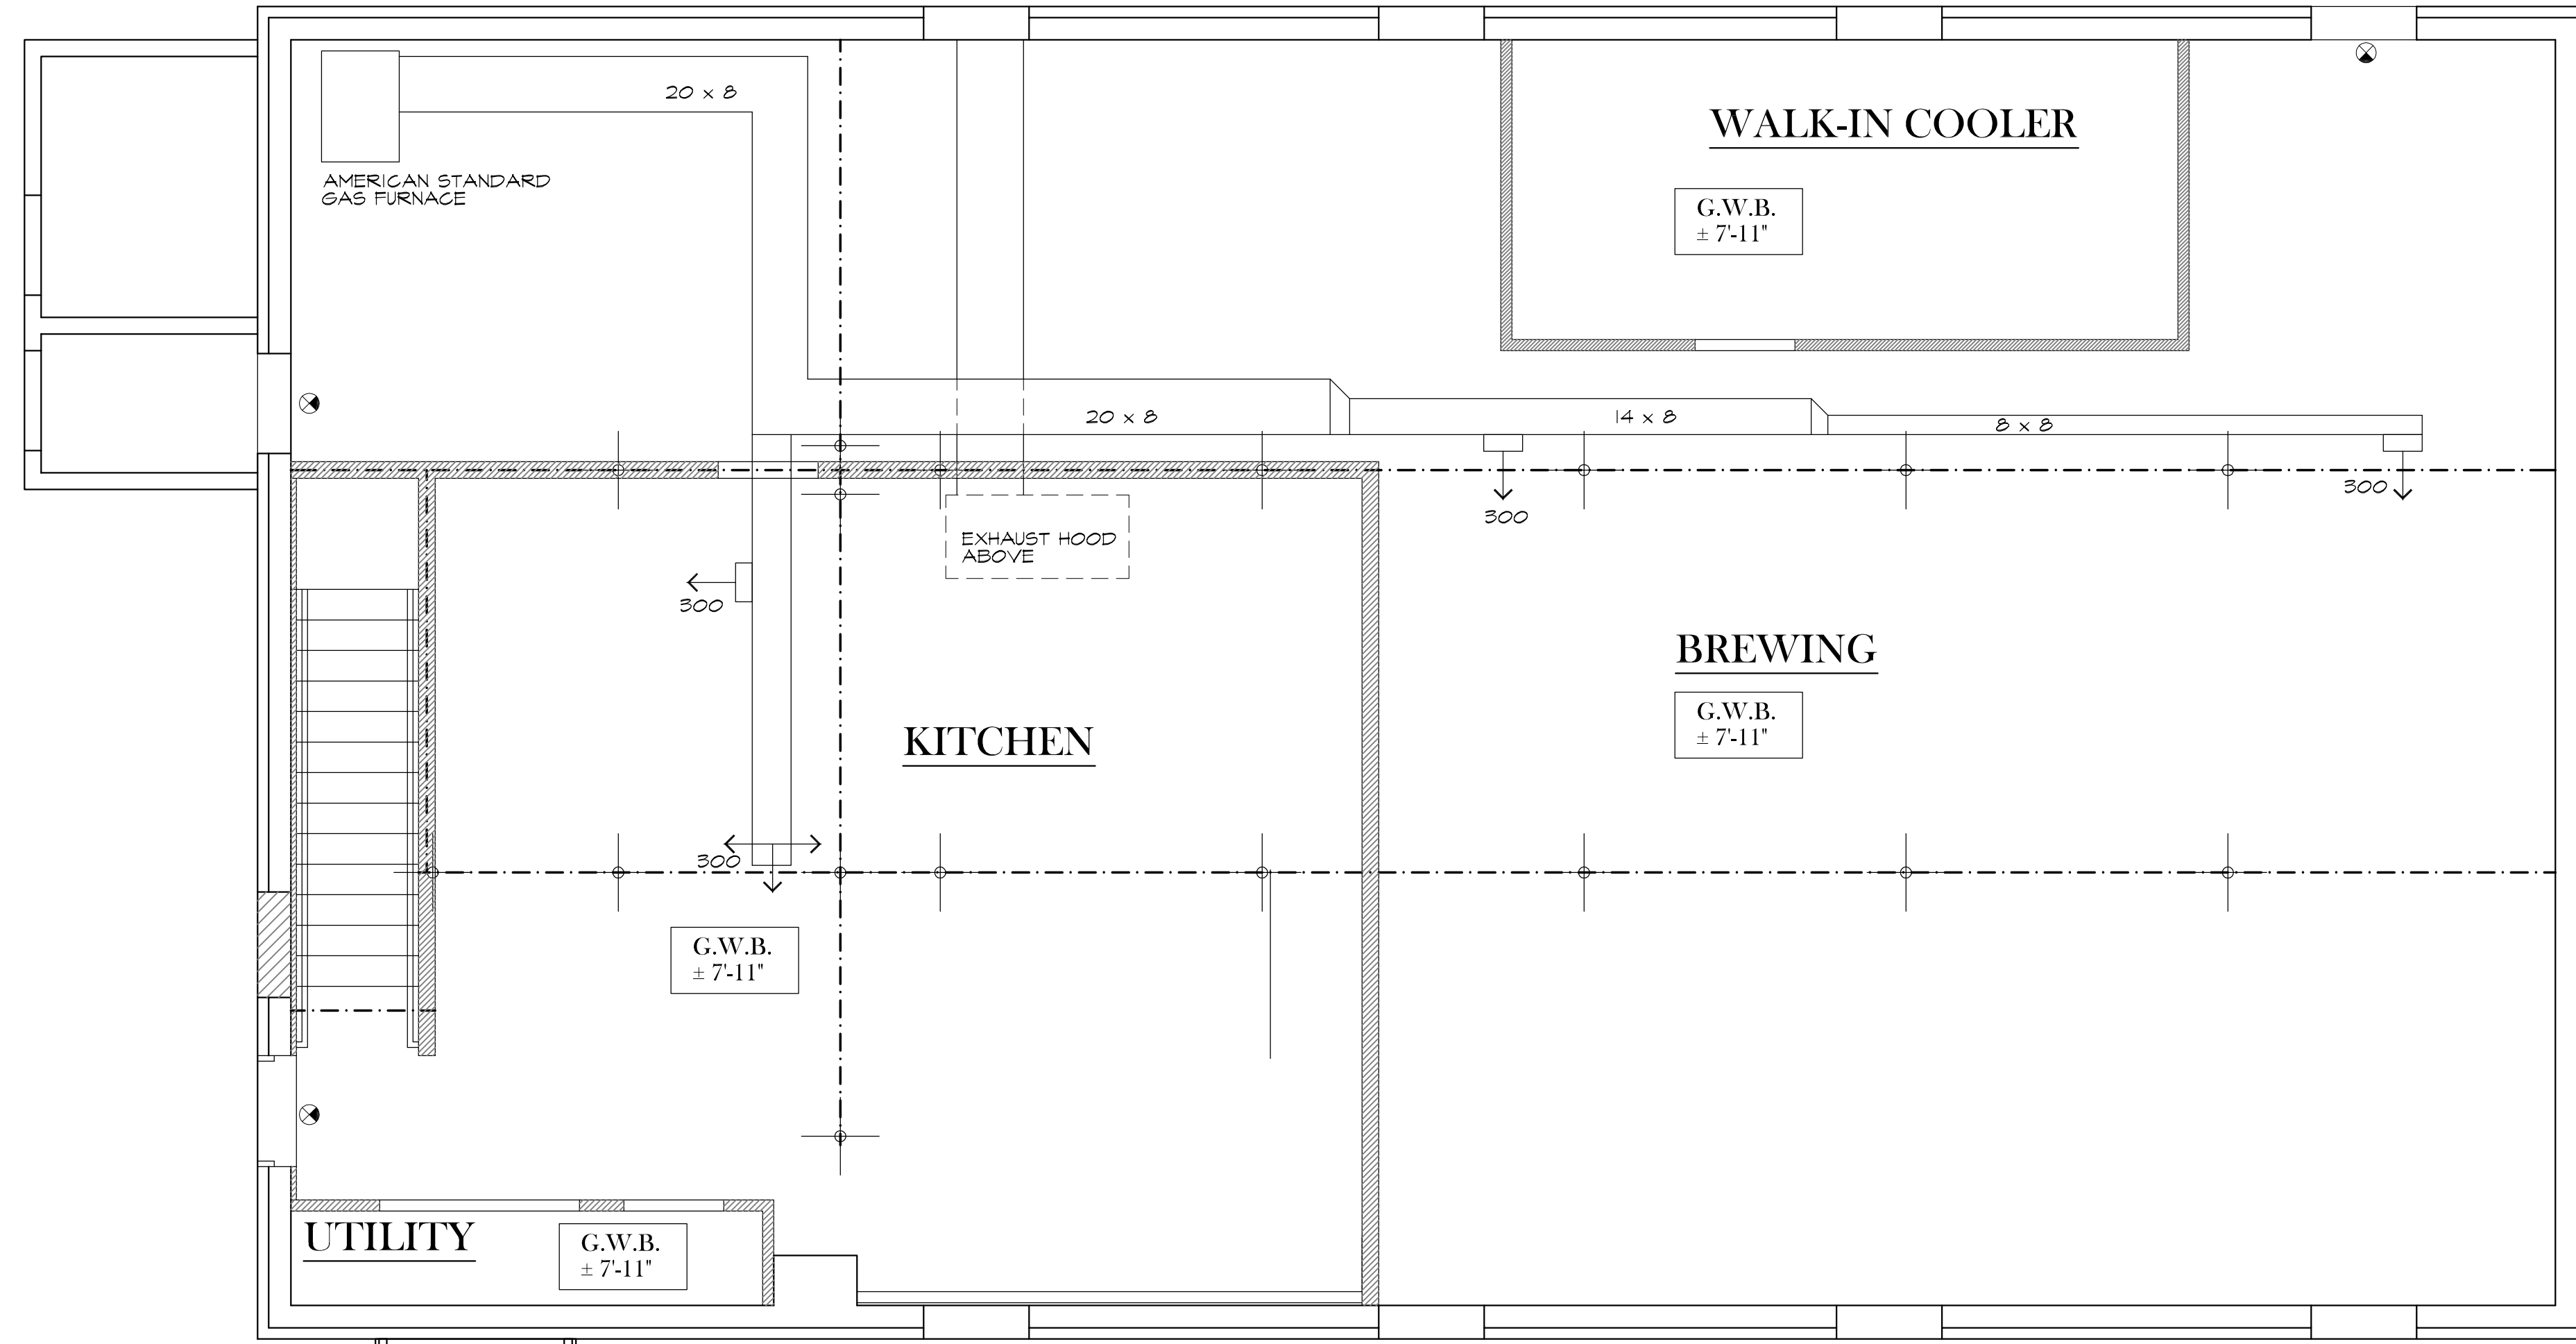 20 x 8
WALK-IN COOLER
AMERICAN STANDARD
GAS FURNACE
G.W.B.
± 7'-11"
20 x 8
14 x 8
8 x 8
300
300
EXHAUST HOOD
ABOVE
300
BREWING
G.W.B.
± 7'-11"
KITCHEN
300
G.W.B.
± 7'-11"
UTILITY
G.W.B.
± 7'-11"